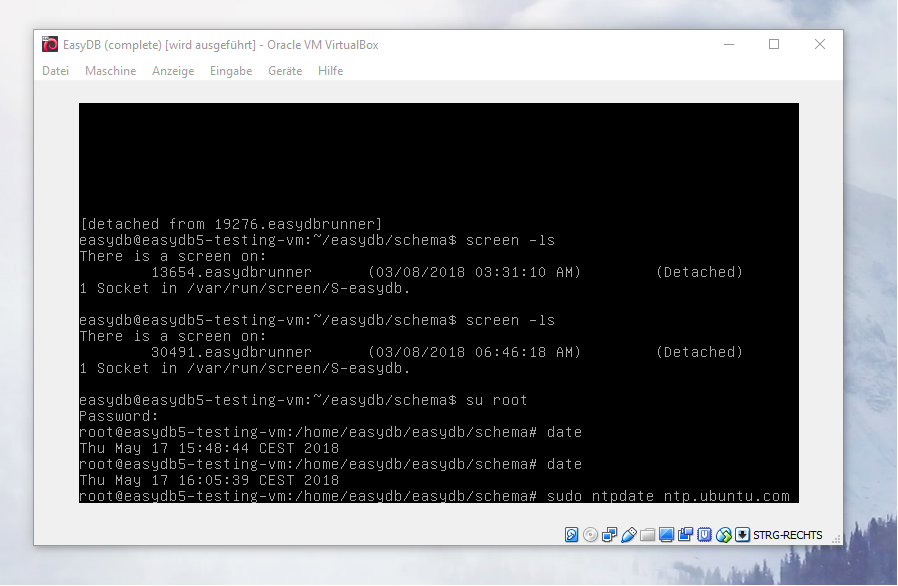 EasyDB (complete) [wird ausgeführt] - Oracle VM VirtualBox
Datei Maschine Anzeige Eingabe Geräte Hilfe
[detached from 19276.easydbrunner]
easydb@easydb5-testing-vm:~/easydb/schema$ screen -ls
There is a screen on:
13654.easydbrunner (03/08/2018 03:31:10 AM) (Detached)
1 Socket in /var/run/screen/S-easydb.
easydb@easydb5-testing-vm:~/easydb/schema$ screen -ls
There is a screen on:
30491.easydbrunner (03/08/2018 06:46:18 AM) (Detached)
1 Socket in /var/run/screen/S-easydb.
easydb@easydb5-testing-vm:~/easydb/schema$ su root
Password:
root@easydb5-testing-vm:/home/easydb/easydb/schema# date
Thu May 17 15:48:44 CEST 2018
root@easydb5-testing-vm:/home/easydb/easydb/schema# date
Thu May 17 16:05:39 CEST 2018
root@easydb5-testing-vm:/home/easydb/easydb/schema# sudo ntpdate ntp.ubuntu.com
STRG-RECHTS